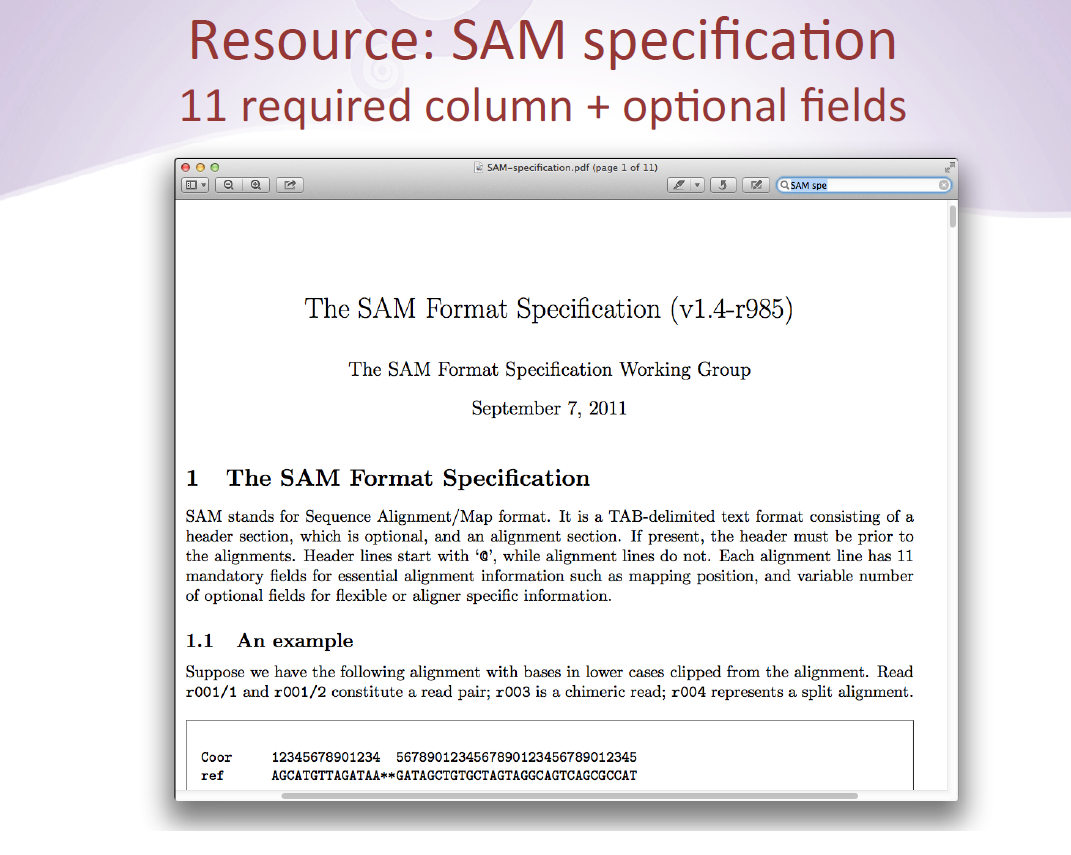 Resource: SAM specification
11 required column + optional fields
SAM-specification.pdf (page 1 of 11)
SAM spe
The SAM Format Specification (v1.4-r985)
The SAM Format Specification Working Group
September 7, 2011
1 The SAM Format Specification
SAM stands for Sequence Alignment/Map format. It is a TAB-delimited text format consisting of a
header section, which is optional, and an alignment section. If present, the header must be prior to
the alignments. Header lines start with ‘@’, while alignment lines do not. Each alignment line has 11
mandatory fields for essential alignment information such as mapping position, and variable number
of optional fields for flexible or aligner specific information.
1.1 An example
Suppose we have the following alignment with bases in lower cases clipped from the alignment. Read
r001/1 and r001/2 constitute a read pair; r003 is a chimeric read; r004 represents a split alignment.
Coor 12345678901234 5678901234567890123456789012345
ref AGCATGTTAGATAA**GATAGCTGTGCTAGTAGGCAGTCAGCGCCAT